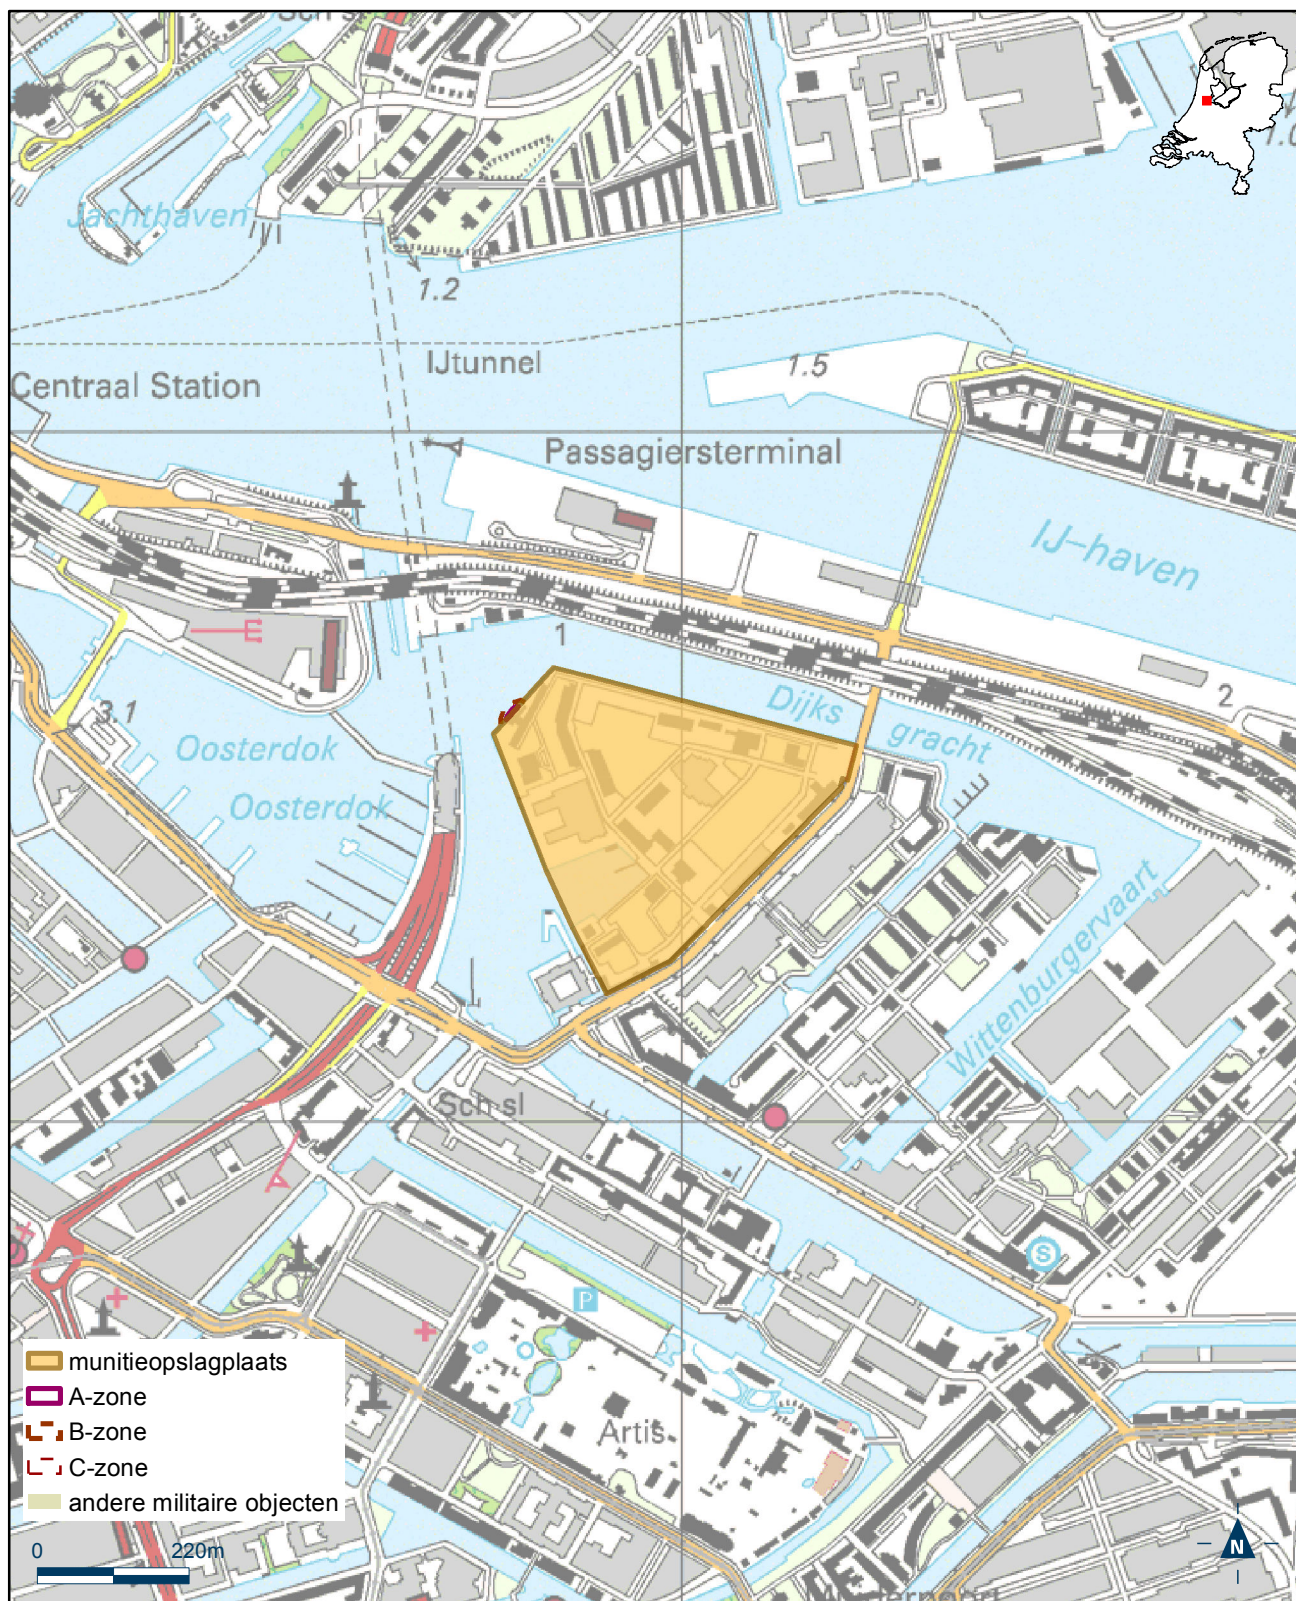 Jachthaven
1.2
IJtunnel
1.5
Centraal Station
Passagiersterminal
IJ-haven
1
2
Dijks
gracht
3.1
Oosterdok
Oosterdok
Wittenburgervaart
Sch sl
S
P
Artis
munitieopslagplaats
A-zone
B-zone
C-zone
andere militaire objecten
0 220m
N